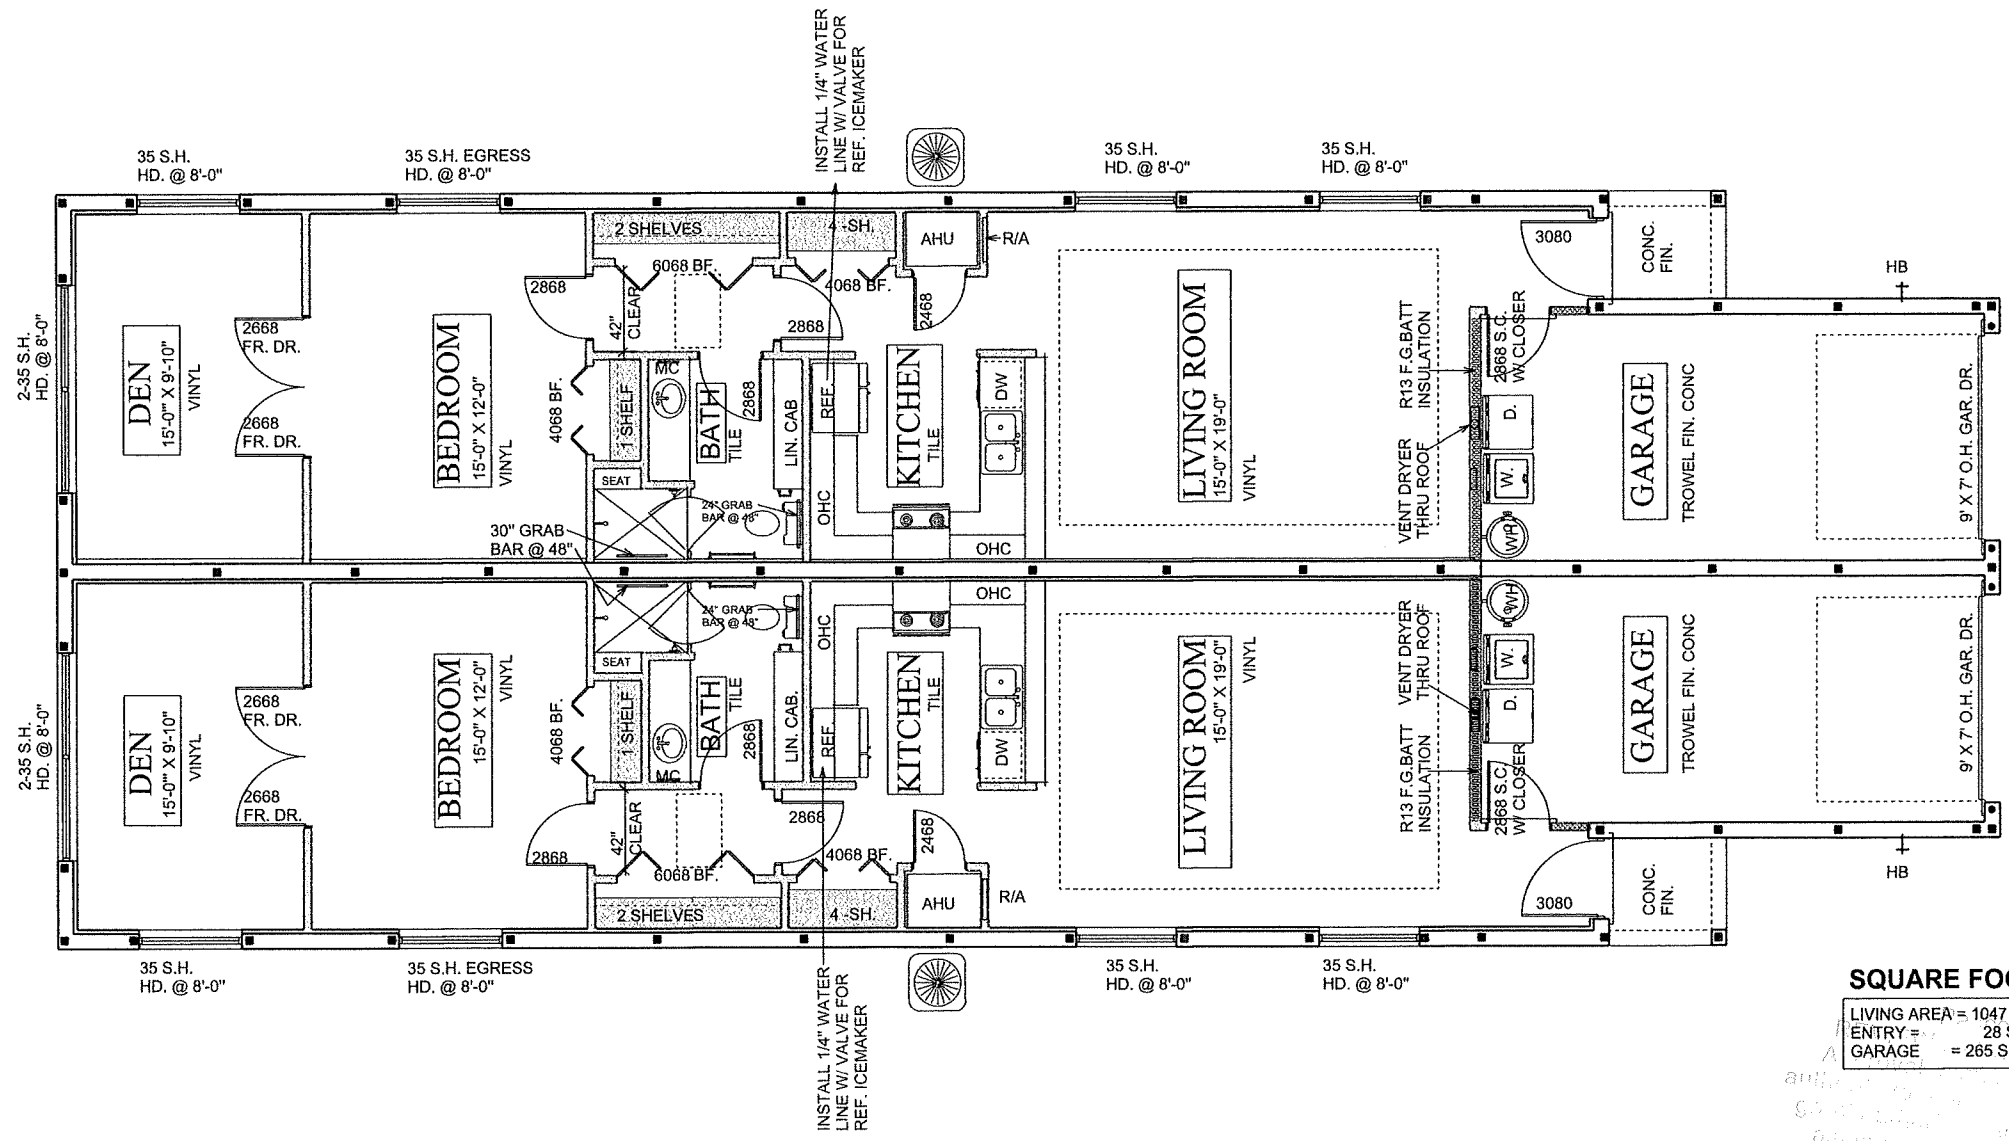 INSTALL 1/4" WATER
LINE W/ VALVE FOR
REF. ICEMAKER
35 S.H.
HD. @ 8'-0"
35 S.H. EGRESS
HD. @ 8'-0"
35 S.H.
HD. @ 8'-0"
35 S.H.
HD. @ 8'-0"
2-35 S.H.
HD. @ 8'-0"
DEN
15'-0"" X 9'-10"
VINYL
2668
FR. DR.
2668
FR. DR.
BEDROOM
15'-0" X 12'-0"
VINYL
2868
2 SHELVES
6068 BF.
42"
CLEAR
4068 BF.
1 SHELF
MC
SEAT
BATH
TILE
2868
LIN. CAB
24" GRAB
BAR @ 48"
30" GRAB
BAR @ 48"
4 -SH.
4068 BF.
2868
AHU
R/A
2468
REF.
KITCHEN
TILE
DW
OHC
OHC
LIVING ROOM
15'-0" X 19'-0"
VINYL
R13 F.G.BATT
INSULATION
VENT DRYER
THRU ROOF
3080
CONC.
FIN.
HB
2868 S.C.
W/ CLOSER
D.
W.
WH
GARAGE
TROWEL FIN. CONC
9' X 7' O.H. GAR. DR.
2-35 S.H.
HD. @ 8'-0"
DEN
15'-0"" X 9'-10"
VINYL
2668
FR. DR.
2668
FR. DR.
BEDROOM
15'-0" X 12'-0"
VINYL
4068 BF.
2868
SEAT
1 SHELF
MC
24" GRAB
BAR @ 48"
BATH
TILE
2868
LIN. CAB.
42"
CLEAR
6068 BF.
2 SHELVES
2868
4068 BF.
4 -SH.
OHC
OHC
REF.
KITCHEN
TILE
DW
2468
AHU
R/A
LIVING ROOM
15'-0" X 19'-0"
VINYL
VENT DRYER
THRU ROOF
R13 F.G.BATT
INSULATION
WH
W.
D.
2868 S.C.
W/ CLOSER
GARAGE
TROWEL FIN. CONC
9' X 7' O.H. GAR. DR.
3080
CONC.
FIN.
HB
35 S.H.
HD. @ 8'-0"
35 S.H. EGRESS
HD. @ 8'-0"
35 S.H.
HD. @ 8'-0"
35 S.H.
HD. @ 8'-0"
INSTALL 1/4" WATER
LINE W/ VALVE FOR
REF. ICEMAKER
SQUARE FOO
LIVING AREA = 1047
ENTRY = 28 S
GARAGE = 265 S